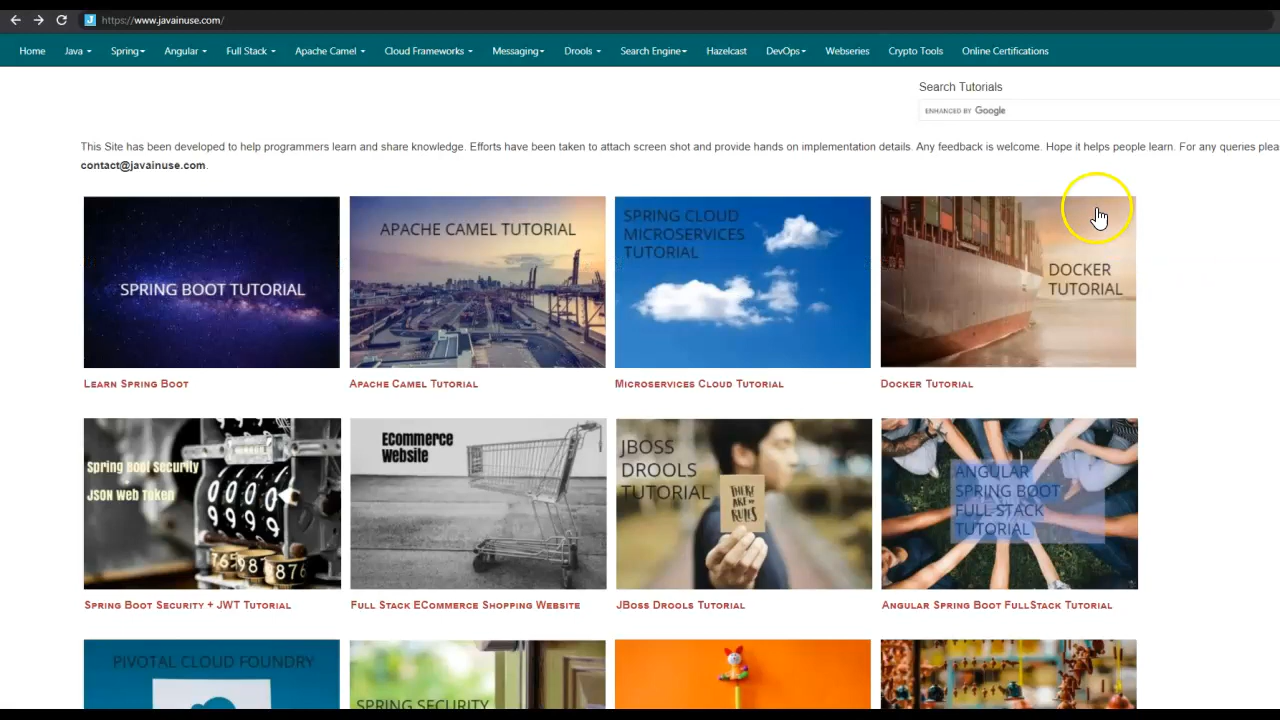 https://www.javainuse.com/
Home Java Spring Angular Full Stack Apache Camel Cloud Frameworks Messaging Drools Search Engine Hazelcast DevOps Webseries Crypto Tools Online Certifications
Search Tutorials
ENHANCED BY Google
This Site has been developed to help programmers learn and share knowledge. Efforts have been taken to attach screen shot and provide hands on implementation details. Any feedback is welcome. Hope it helps people learn. For any queries plea
contact@javainuse.com.
SPRING BOOT TUTORIAL
APACHE CAMEL TUTORIAL
SPRING CLOUD
MICROSERVICES
TUTORIAL
DOCKER
TUTORIAL
Learn Spring Boot
Apache Camel Tutorial
Microservices Cloud Tutorial
Docker Tutorial
Spring Boot Security
JSON Web Token
ECommerce
Website
JBOSS
DROOLS
TUTORIAL
THERE
ARE NO
RULES
ANGULAR
SPRING BOOT
FULL STACK
TUTORIAL
Spring Boot Security + JWT Tutorial
Full Stack ECommerce Shopping Website
JBoss Drools Tutorial
Angular Spring Boot FullStack Tutorial
PIVOTAL CLOUD FOUNDRY
SPRING SECURITY